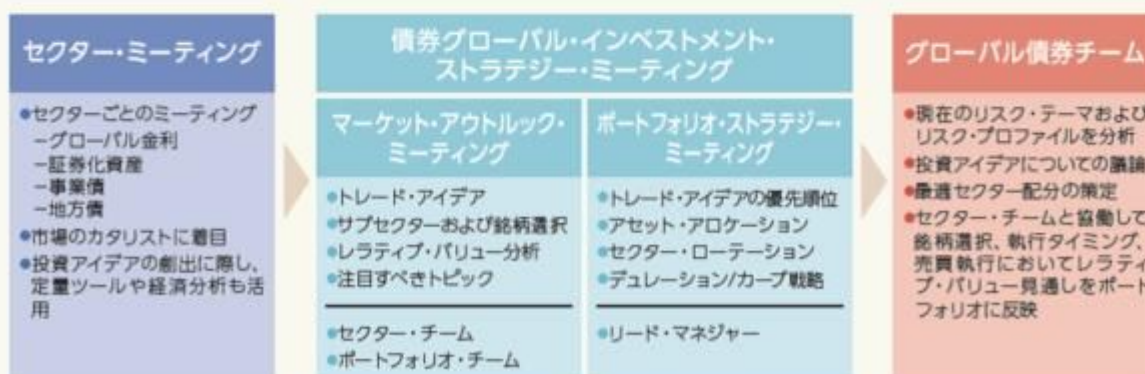 セクター・ミーティング
●セクターごとのミーティング
－グローバル金利
－証券化資産
－事業債
－地方債
●市場のカタリストに着目
●投資アイデアの創出に際し、
定量ツールや経済分析も活
用
債券グローバル・インベストメント・
ストラテジー・ミーティング
マーケット・アウトルック・
ミーティング
●トレード・アイデア
●サブセクターおよび銘柄選択
●レラティブ・バリュー分析
●注目すべきトピック
●セクター・チーム
●ポートフォリオ・チーム
ポートフォリオ・ストラテジー・
ミーティング
●トレード・アイデアの優先順位
●アセット・アロケーション
●セクター・ローテーション
●デュレーション/カーブ戦略
●リード・マネジャー
グローバル債券チーム
●現在のリスク・テーマおよび
リスク・プロファイルを分析
●投資アイデアについての議論
●最適セクター配分の策定
●セクター・チームと協働して
銘柄選択、執行タイミング、
売買執行においてレラティ
ブ・バリュー見通しをポート
フォリオに反映